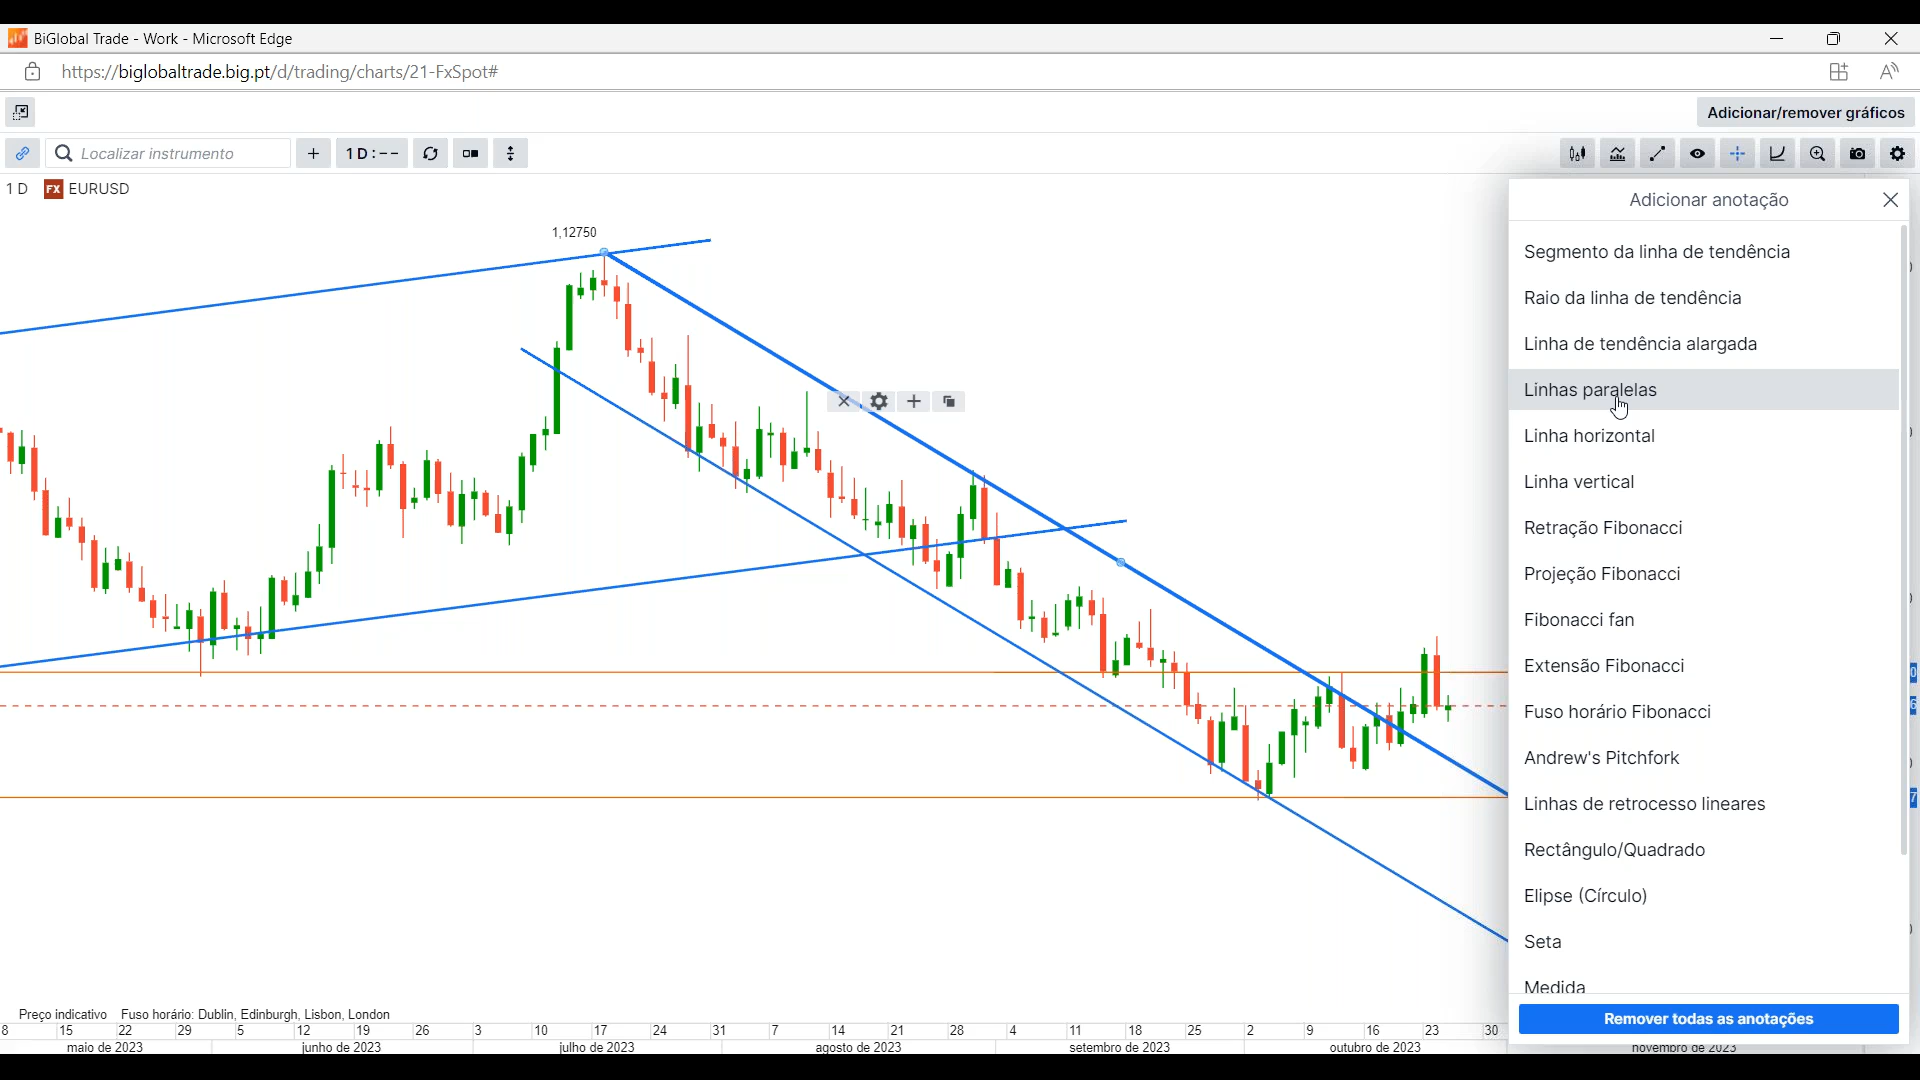 BiGlobal Trade - Work - Microsoft Edge
https://biglobaltrade.big.pt/d/trading/charts/21-FxSpot#
Adicionar/remover gráficos
Localizar instrumento
1 D : --
1 D FX EURUSD
Adicionar anotação
1,12750
Segmento da linha de tendência
Raio da linha de tendência
Linha de tendência alargada
Linhas paralelas
Linha horizontal
Linha vertical
Retração Fibonacci
Projeção Fibonacci
Fibonacci fan
Extensão Fibonacci
Fuso horário Fibonacci
Andrew's Pitchfork
Linhas de retrocesso lineares
Rectângulo/Quadrado
Elipse (Círculo)
Seta
Medida
Remover todas as anotações
Preço indicativo Fuso horário: Dublin, Edinburgh, Lisbon, London
8 15 22 29 5 12 19 26 3 10 17 24 31 7 14 21 28 4 11 18 25 2 9 16 23 30
maio de 2023 junho de 2023 julho de 2023 agosto de 2023 setembro de 2023 outubro de 2023 novembro de 2023